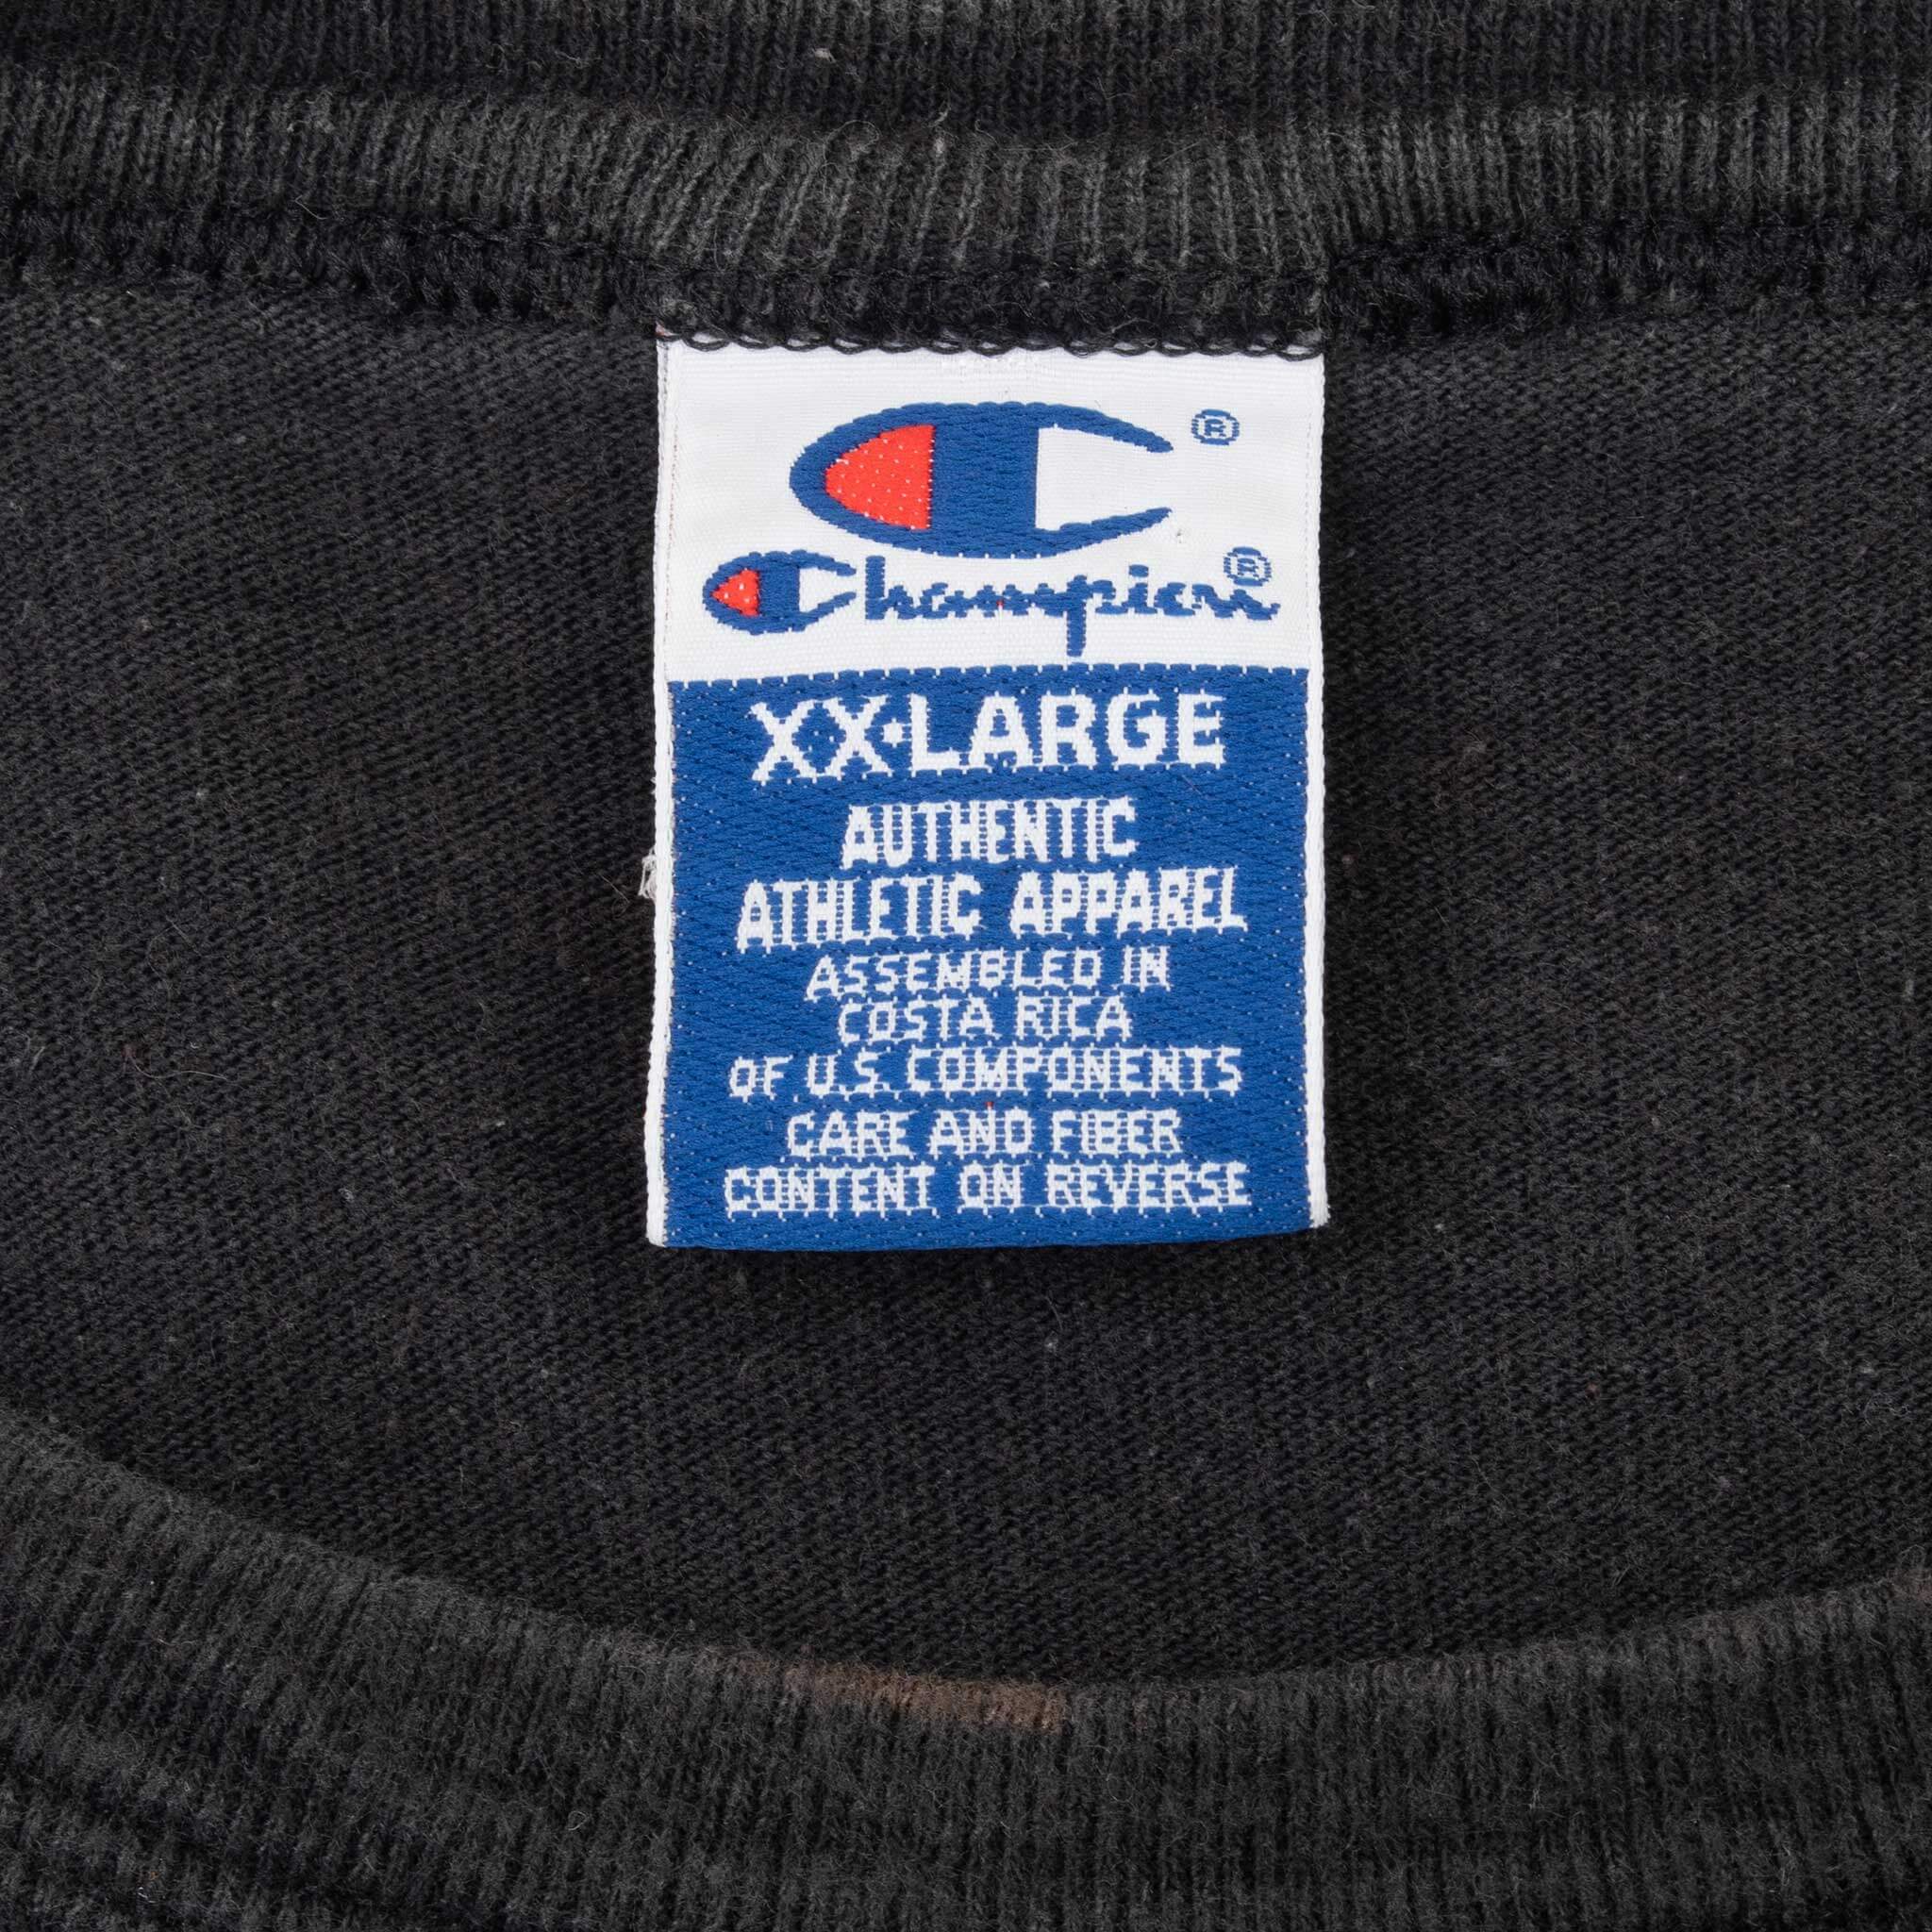 ®
Champion®
XX•LARGE
AUTHENTIC
ATHLETIC APPAREL
ASSEMBLED IN
COSTA RICA
OF U.S. COMPONENTS
CARE AND FIBER
CONTENT ON REVERSE